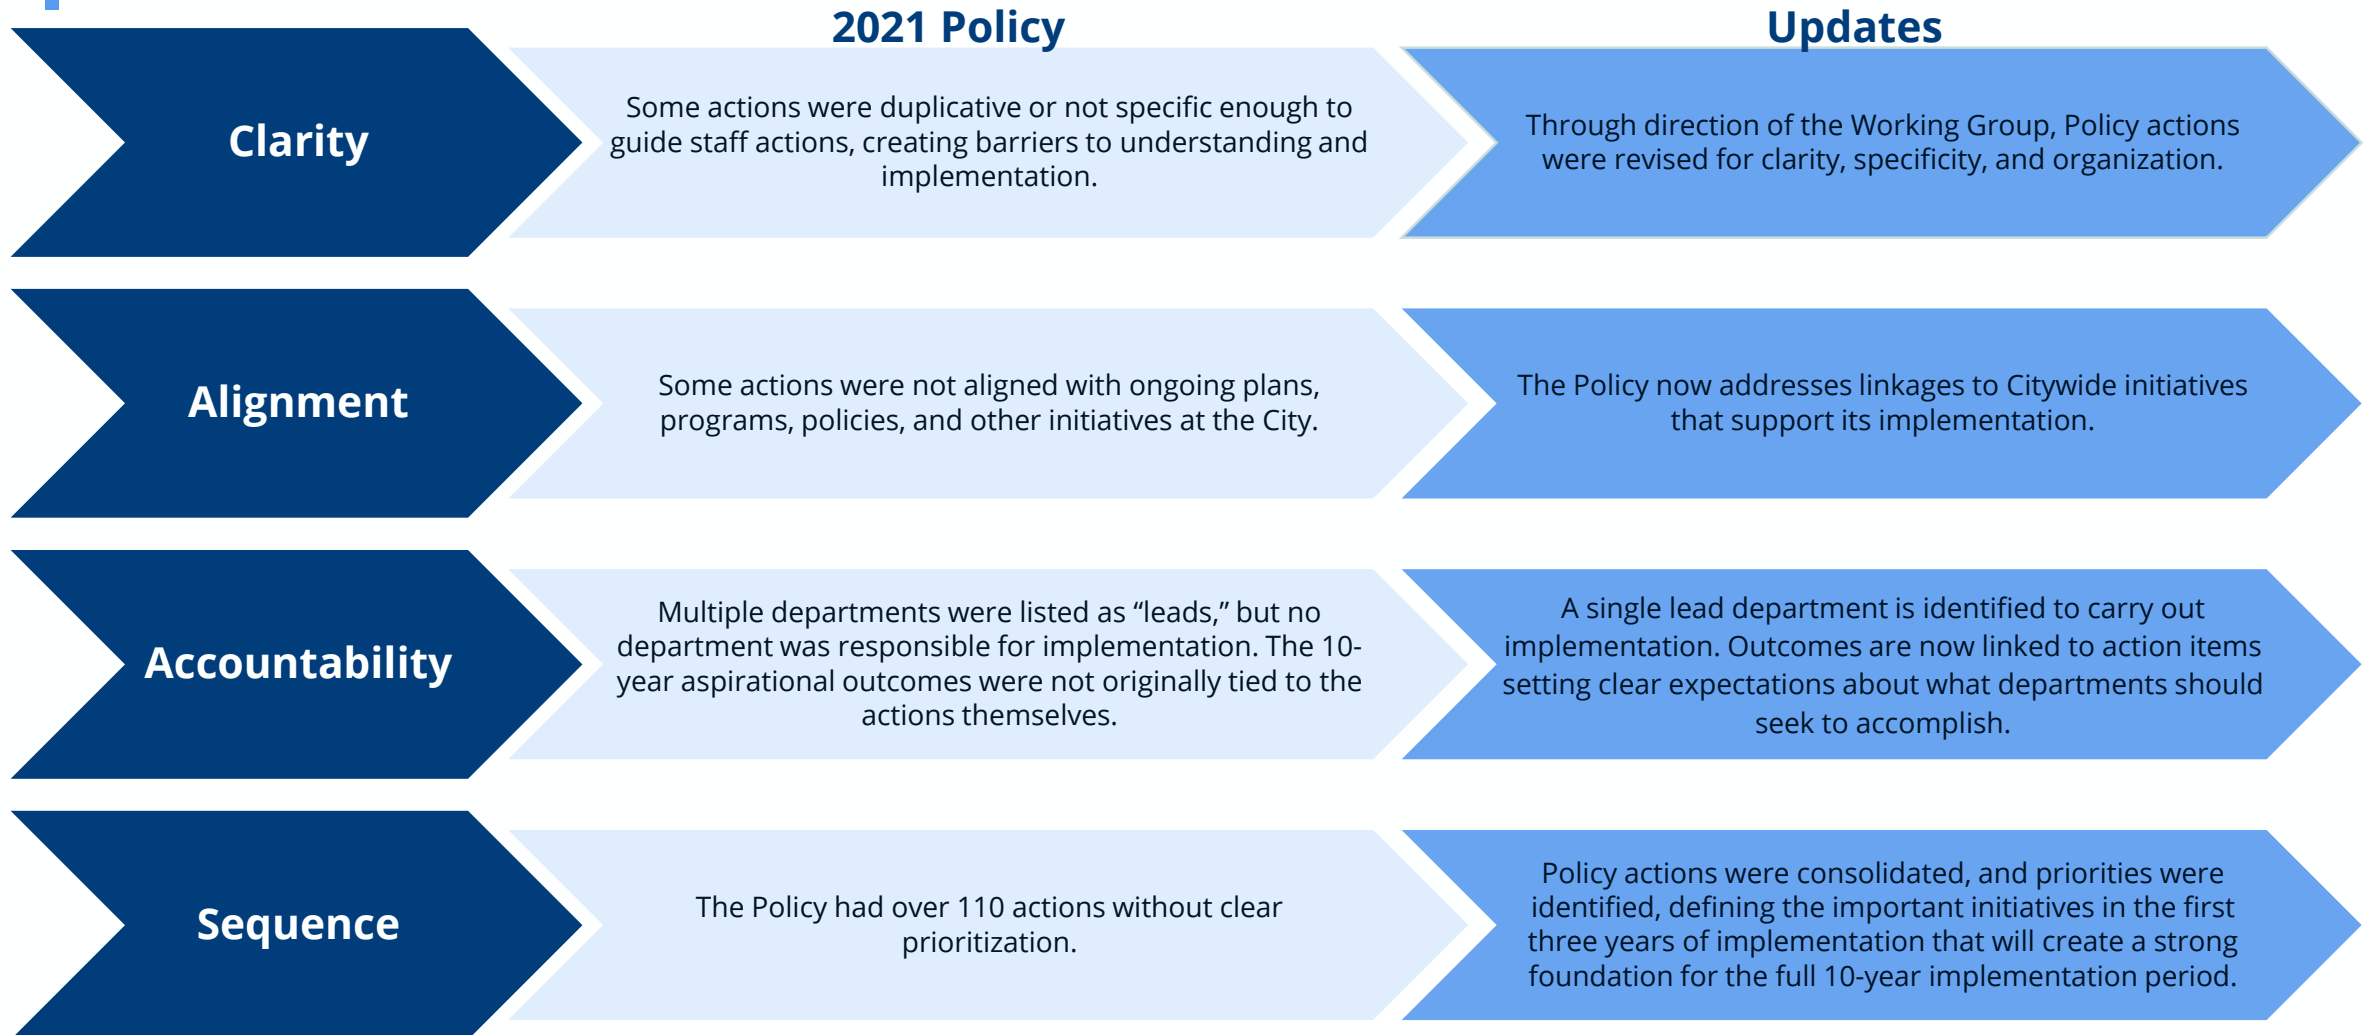 2021 Policy
Updates
Clarity
Some actions were duplicative or not specific enough to
guide staff actions, creating barriers to understanding and
implementation.
Through direction of the Working Group, Policy actions
were revised for clarity, specificity, and organization.
Alignment
Some actions were not aligned with ongoing plans,
programs, policies, and other initiatives at the City.
The Policy now addresses linkages to Citywide initiatives
that support its implementation.
Accountability
Multiple departments were listed as “leads,” but no
department was responsible for implementation. The 10-
year aspirational outcomes were not originally tied to the
actions themselves.
A single lead department is identified to carry out
implementation. Outcomes are now linked to action items
setting clear expectations about what departments should
seek to accomplish.
Sequence
The Policy had over 110 actions without clear
prioritization.
Policy actions were consolidated, and priorities were
identified, defining the important initiatives in the first
three years of implementation that will create a strong
foundation for the full 10-year implementation period.